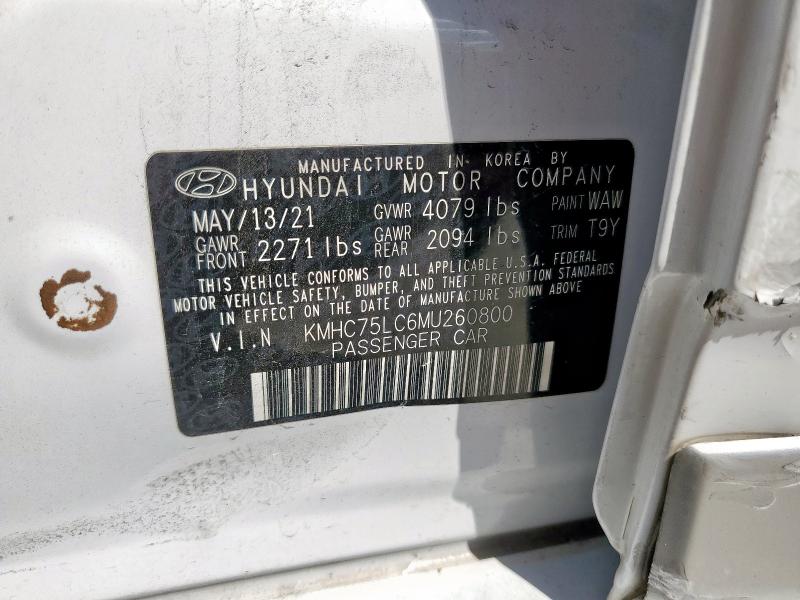 MANUFACTURED IN KOREA BY
HYUNDAI MOTOR COMPANY
MAY/13/21 GVWR 4079 lbs PAINT WAW
GAWR FRONT 2271 lbs GAWR REAR 2094 lbs TRIM T9Y
THIS VEHICLE CONFORMS TO ALL APPLICABLE U.S.A. FEDERAL
MOTOR VEHICLE SAFETY, BUMPER, AND THEFT PREVENTION STANDARDS
IN EFFECT ON THE DATE OF MANUFACTURE SHOWN ABOVE
V.I.N KMHC75LC6MU260800
PASSENGER CAR